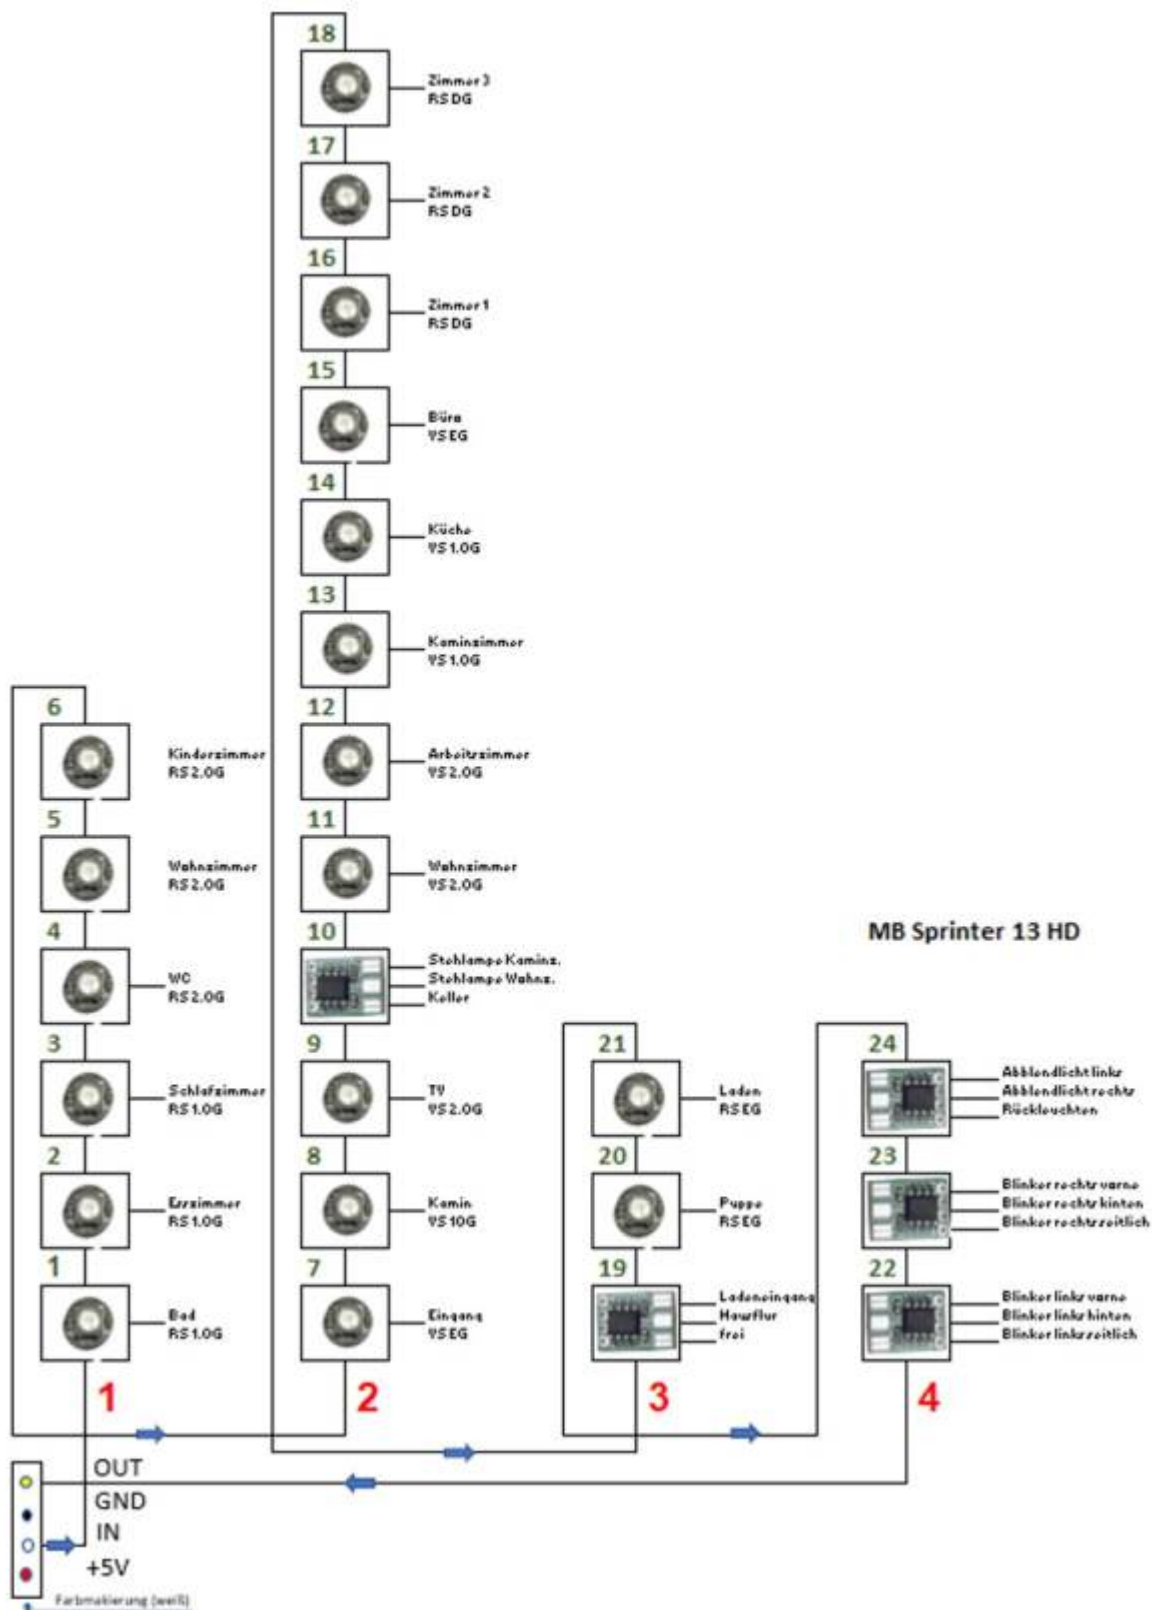 18
Zimmer 3
RS DG
17
Zimmer 2
RS DG
16
Zimmer 1
RS DG
15
Büro
VS EG
14
Küche
VS 1.OG
13
Kaminzimmer
VS 1.OG
6
Kinderzimmer
RS 2.OG
12
Arbeitszimmer
VS 2.OG
5
Wohnzimmer
RS 2.OG
11
Wohnzimmer
VS 2.OG
4
WC
RS 2.OG
10
Stehlampe Kaminz.
Stehlampe Wohnz.
Keller
MB Sprinter 13 HD
3
Schlafzimmer
RS 1.OG
9
TV
VS 2.OG
21
Laden
RS EG
24
Abblendlicht links
Abblendlicht rechts
Rückleuchten
2
Esszimmer
RS 1.OG
8
Kamin
VS 1OG
20
Puppe
RS EG
23
Blinker rechts vorne
Blinker rechts hinten
Blinker rechts seitlich
1
Bad
RS 1.OG
7
Eingang
VS EG
19
Ladeneingang
Hausflur
frei
22
Blinker links vorne
Blinker links hinten
Blinker links seitlich
1
2
3
4
OUT
GND
IN
+5V
Farbmakierung (weiß)